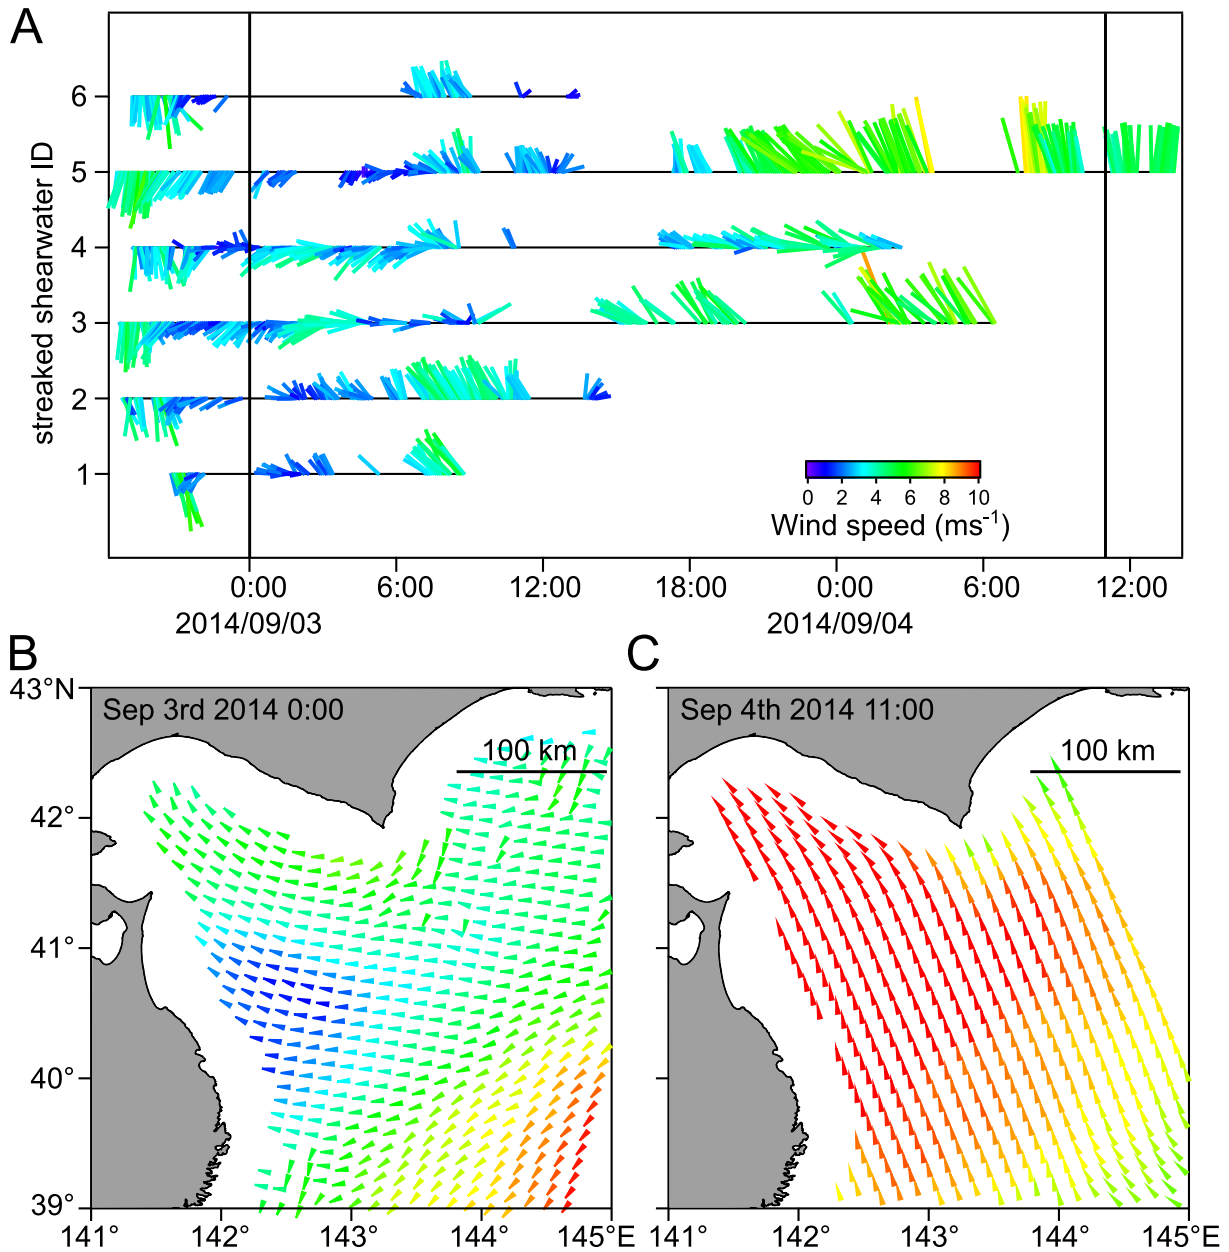 A
streaked shearwater ID
6
5
4
3
2
1
0 2 4 6 8 10
Wind speed (ms-1)
0:00 6:00 12:00 18:00 0:00 6:00 12:00
2014/09/03 2014/09/04
B
43°N
42°
41°
40°
39°
Sep 3rd 2014 0:00
100 km
141° 142° 143° 144° 145°E
C
Sep 4th 2014 11:00
100 km
141° 142° 143° 144° 145°E